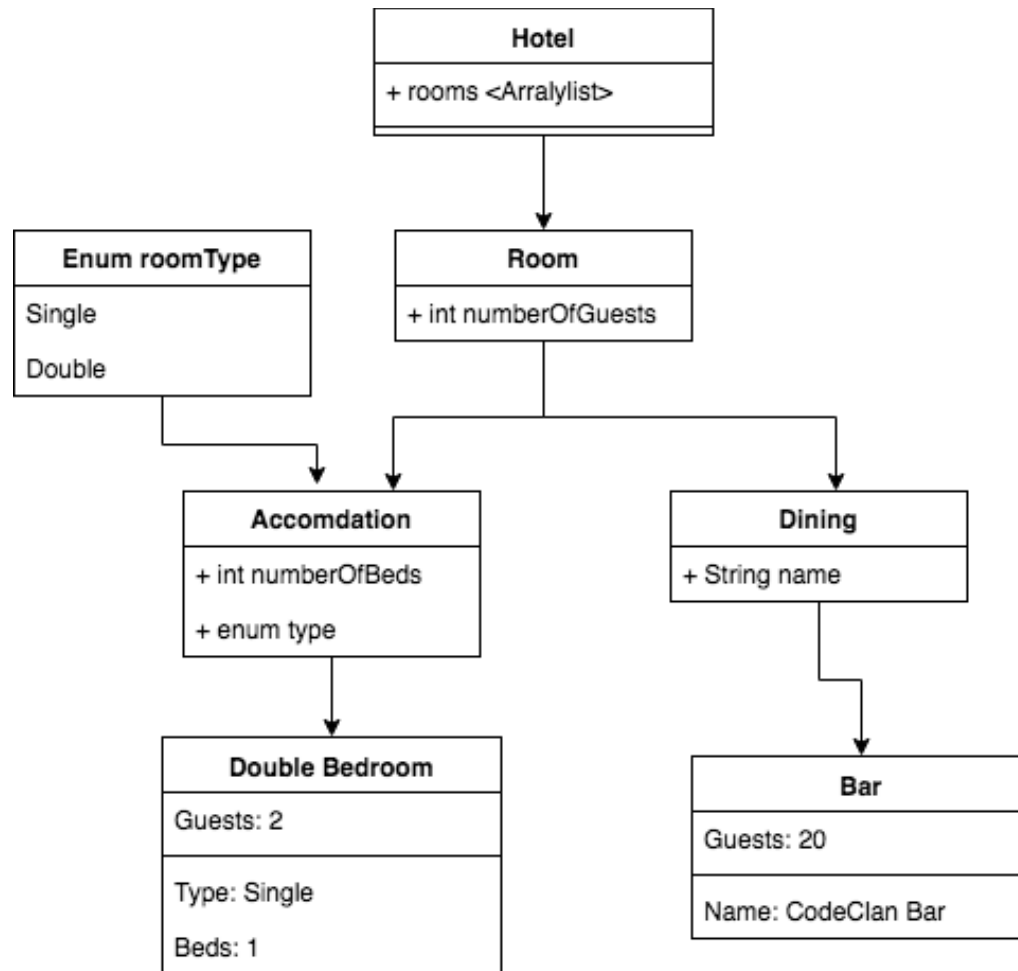 Hotel
+ rooms <Arralylist>
Enum roomType
Single
Double
Room
+ int numberOfGuests
Accomdation
+ int numberOfBeds
+ enum type
Dining
+ String name
Double Bedroom
Guests: 2
Type: Single
Beds: 1
Bar
Guests: 20
Name: CodeClan Bar